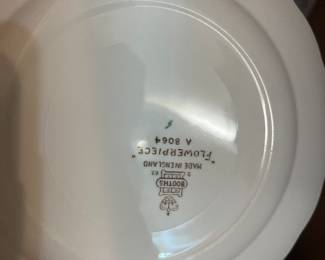 BOOTHS
MADE IN ENGLAND
"FLOWERPIECE"
A 8064